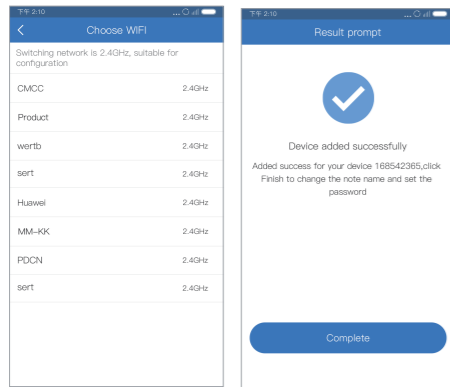 下午 2:10
Choose WIFI
Switching network is 2.4GHz, suitable for
configuration
CMCC 2.4GHz
Product 2.4GHz
wertb 2.4GHz
sert 2.4GHz
Huawei 2.4GHz
MM-KK 2.4GHz
PDCN 2.4GHz
sert 2.4GHz
下午 2:10
Result prompt
Device added successfully
Added success for your device 168542365,click
Finish to change the note name and set the
password
Complete